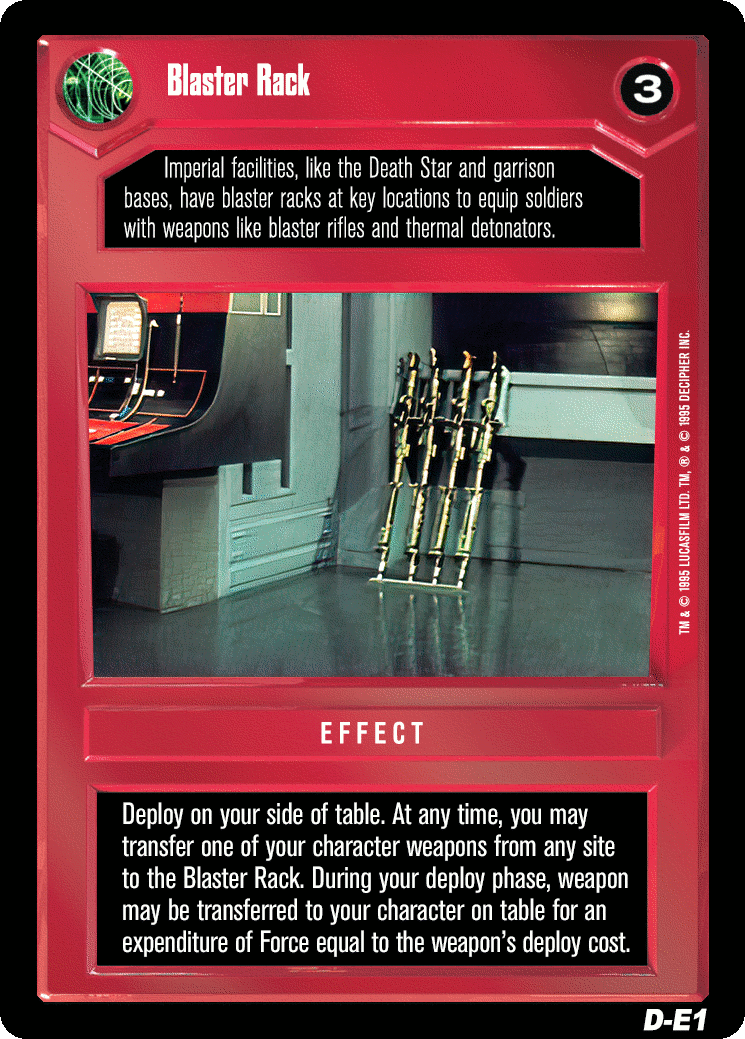 Blaster Rack
3
Imperial facilities, like the Death Star and garrison
bases, have blaster racks at key locations to equip soldiers
with weapons like blaster rifles and thermal detonators.
TM & © 1995 LUCASFILM LTD. TM, ® & © 1995 DECIPHER INC.
EFFECT
Deploy on your side of table. At any time, you may
transfer one of your character weapons from any site
to the Blaster Rack. During your deploy phase, weapon
may be transferred to your character on table for an
expenditure of Force equal to the weapon's deploy cost.
D-E1